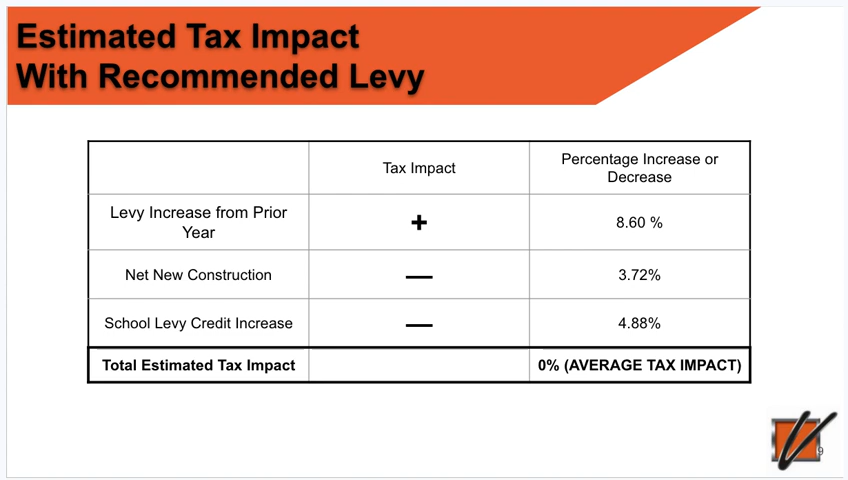 Estimated Tax Impact
With Recommended Levy
Tax Impact
Percentage Increase or
Decrease
Levy Increase from Prior
Year
+
8.60 %
Net New Construction
—
3.72%
School Levy Credit Increase
—
4.88%
Total Estimated Tax Impact
0% (AVERAGE TAX IMPACT)
V
9